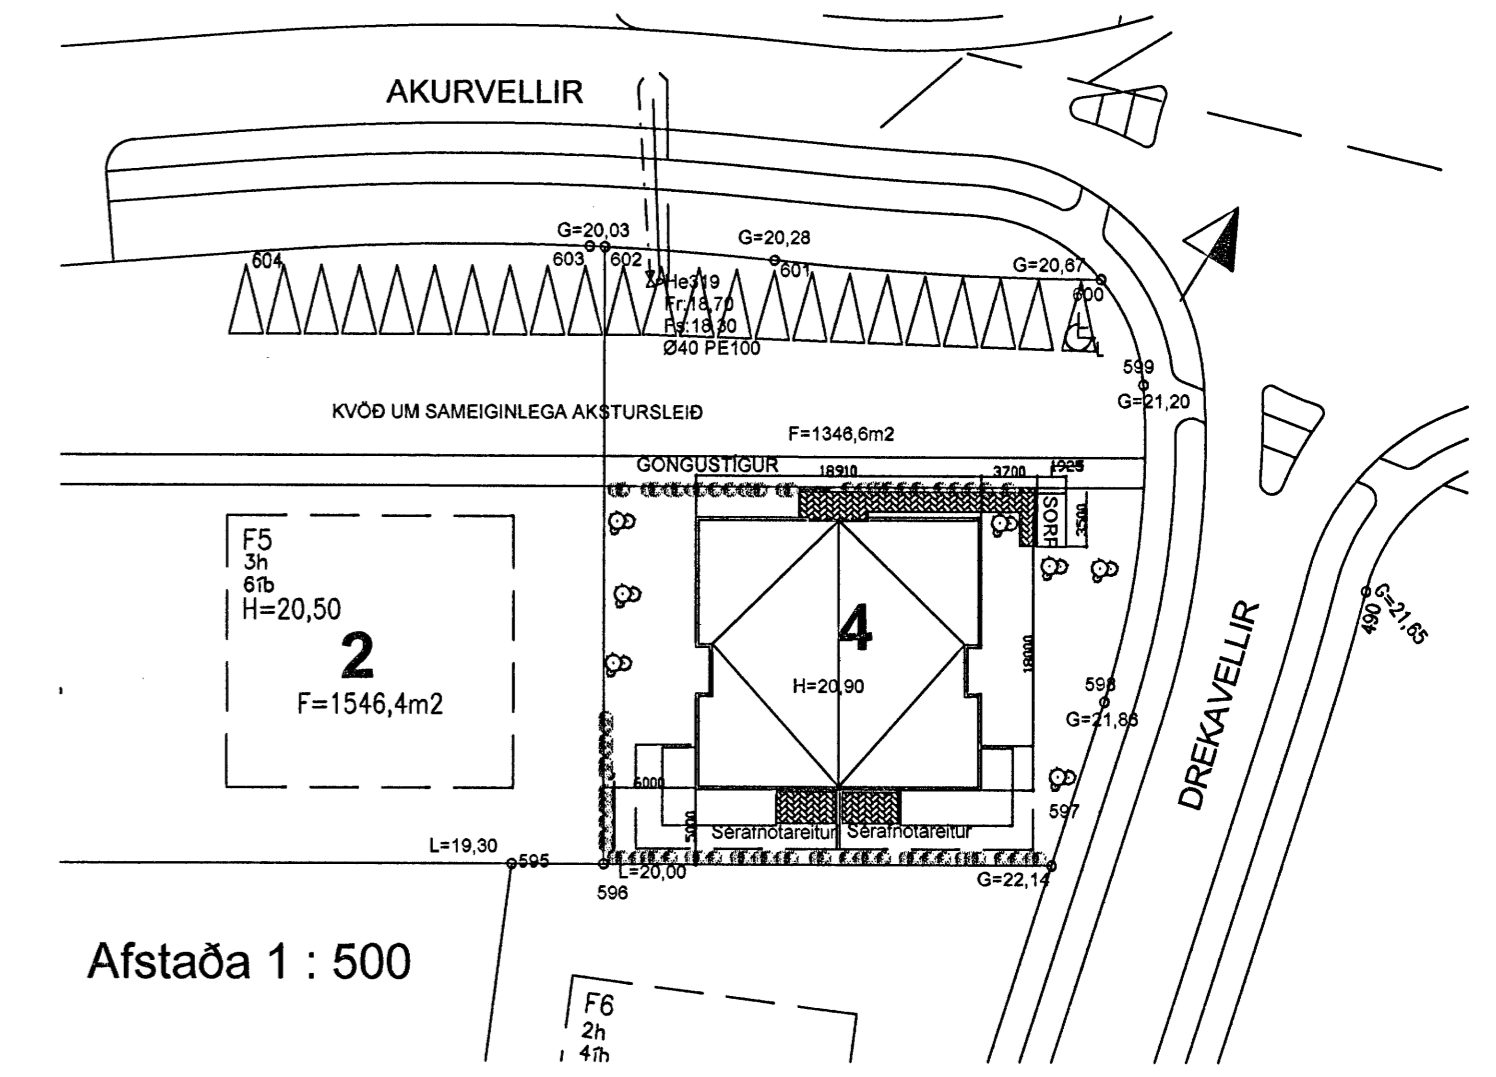 AKURVELLIR
G=20,03
G=20,28
G=20,67
604
603
602
601
600
He319
Fr:18,70
Fs:18,30
Ø40 PE100
599
G=21,20
KVÖÐ UM SAMEIGINLEGA AKSTURSLEIÐ
F=1346,6m2
GÖNGUSTÍGUR
18910
3700
1925
SORP
3500
F5
3h
6íb
H=20,50
2
F=1546,4m2
4
H=20,90
18000
490
G=21,65
DREKAVELLIR
598
G=21,86
6000
5000
597
Sérafnotareitur
Sérafnotareitur
L=19,30
595
L=20,00
G=22,14
596
Afstaða 1 : 500
F6
2h
4íb